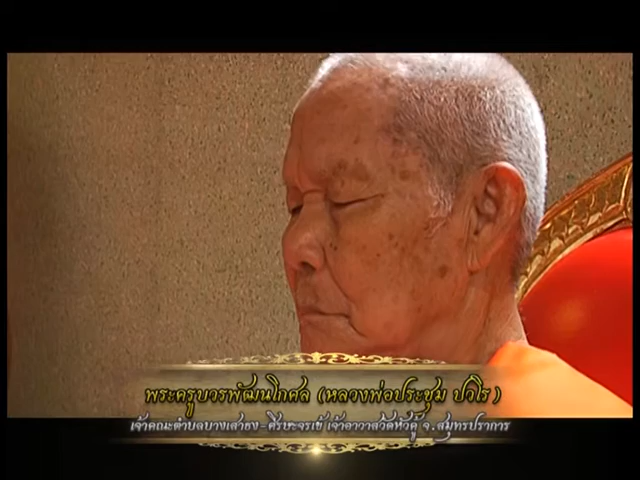 พระครูบวรพัฒนโกศล (หลวงพ่อประชุม ปวโร)
เจ้าคณะตำบลบางเสาธง-ศีรษะจรเข้ เจ้าอาวาสวัดหัวคู้ จ.สมุทรปราการ